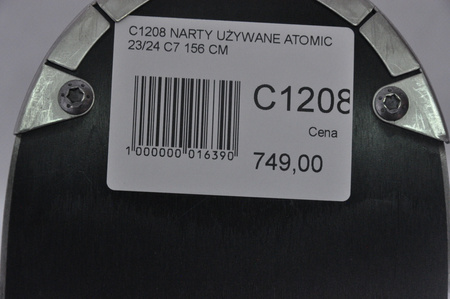 C1208 NARTY UŻYWANE ATOMIC
23/24 C7 156 CM
C1208
Cena
1 000000 016390
749,00